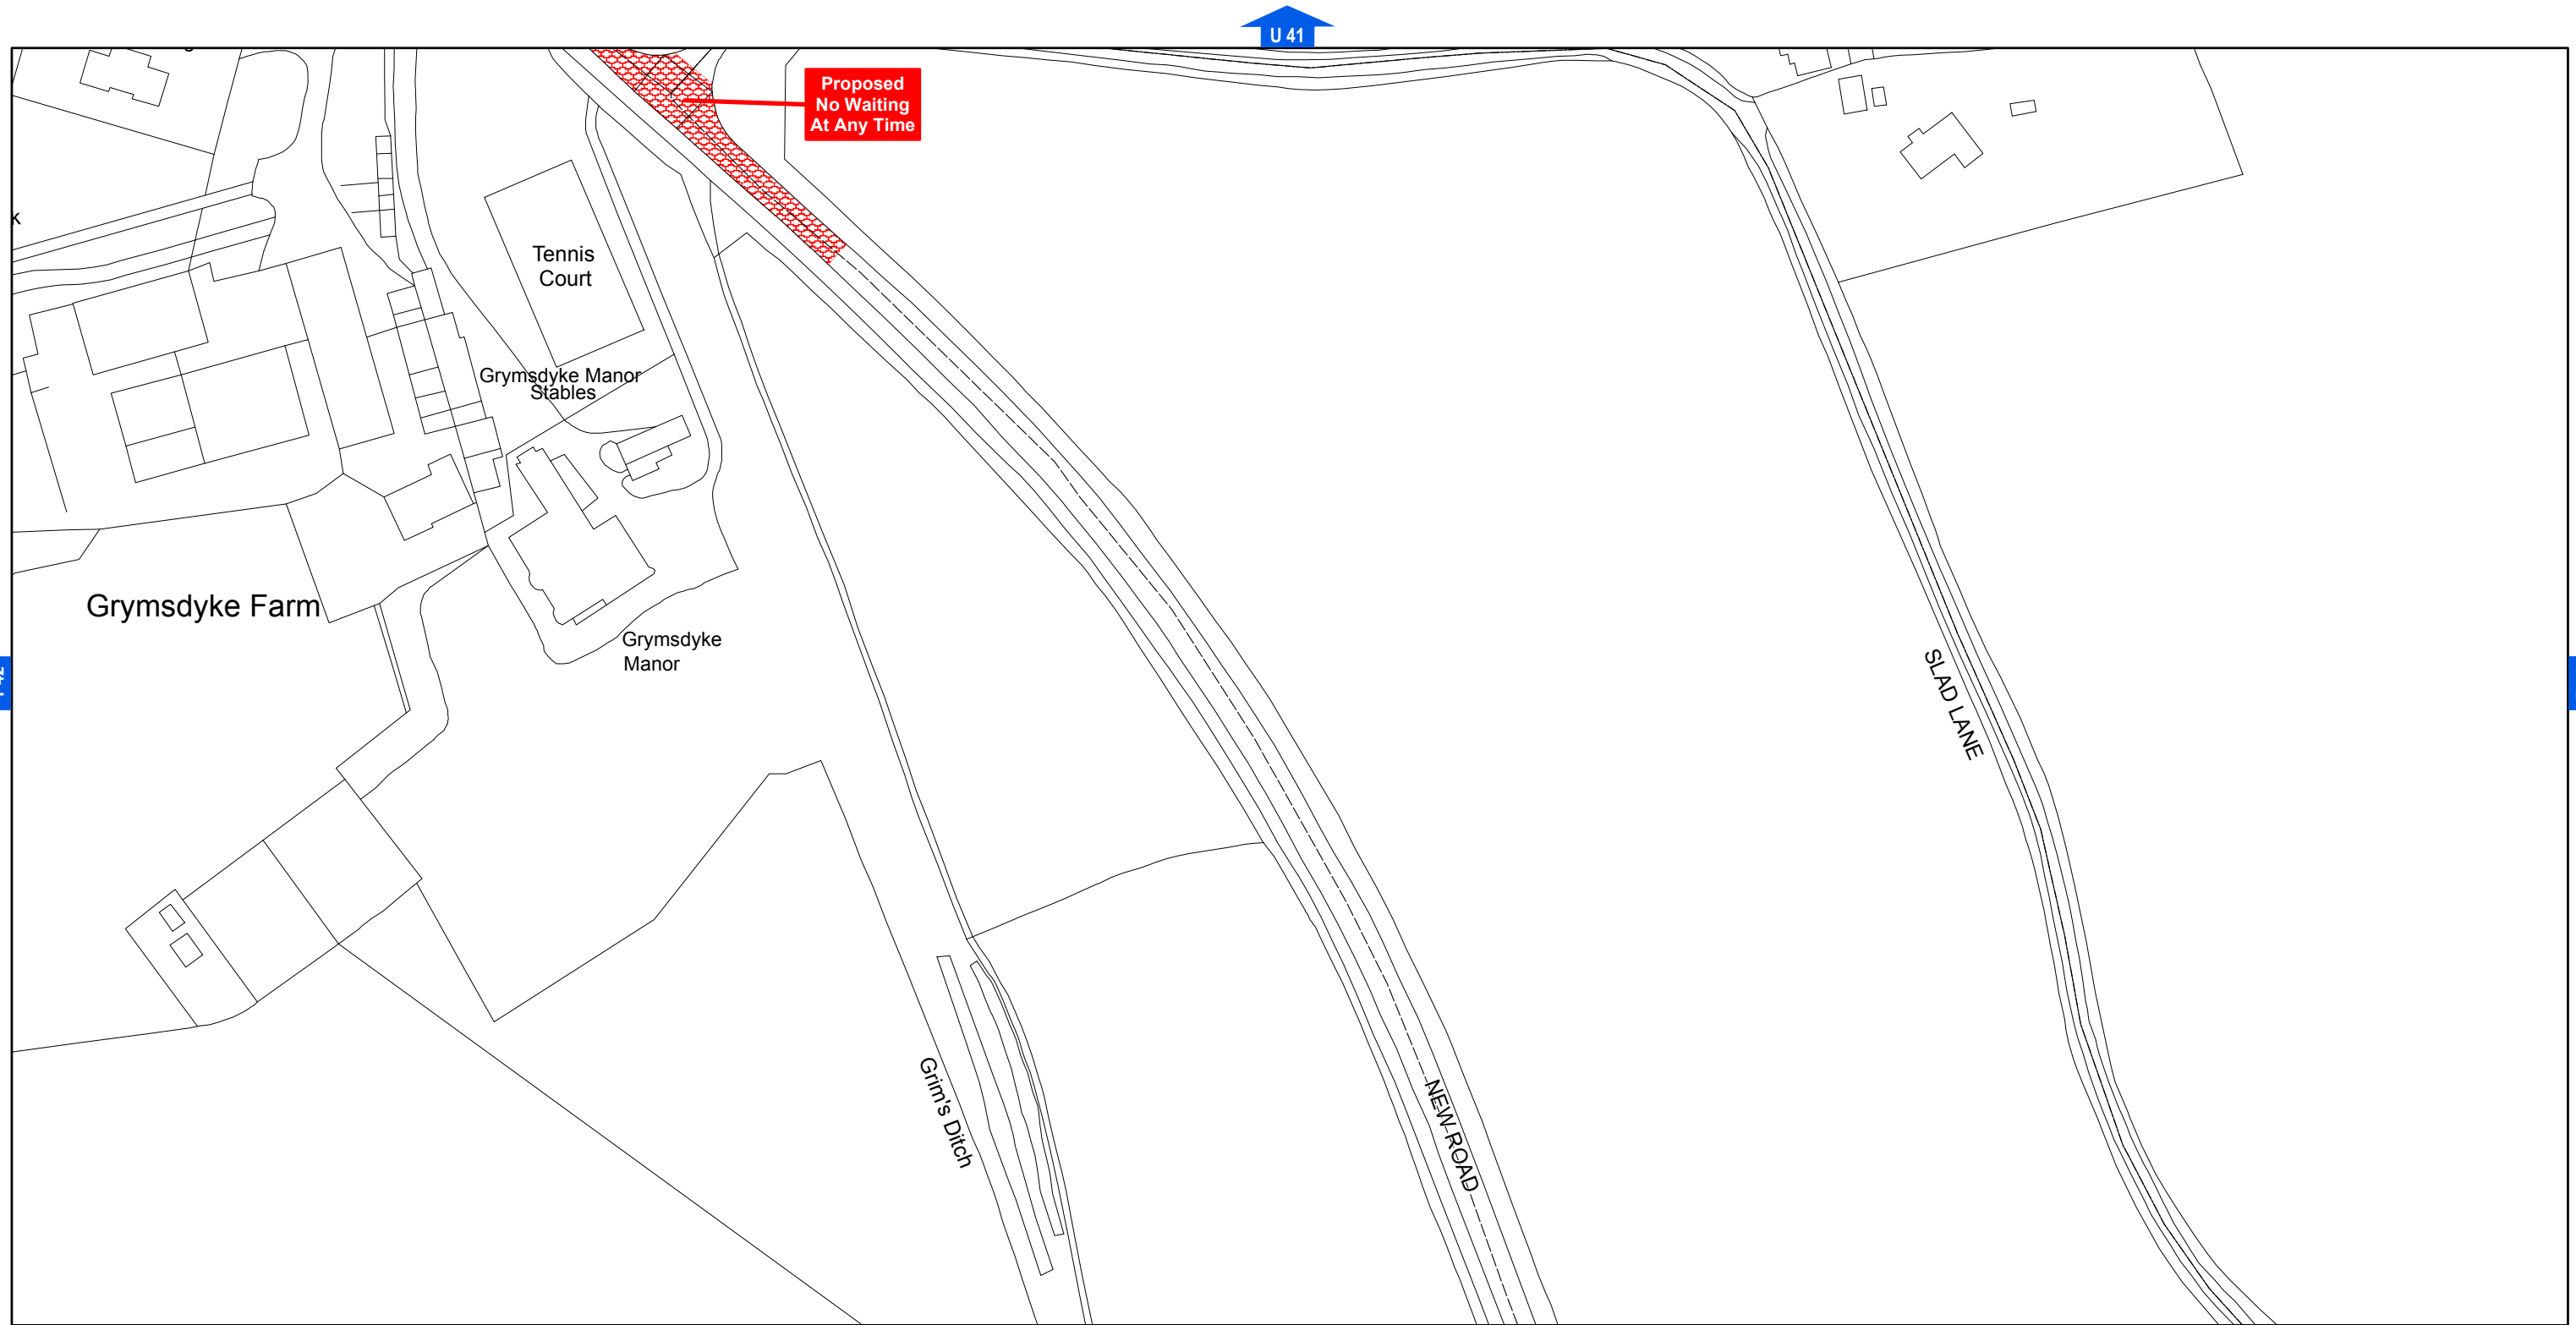 U 41
Proposed
No Waiting
At Any Time
k
Tennis
Court
Grymsdyke Manor
Stables
Grymsdyke Farm
Grymsdyke
Manor
SLAD LANE
Grim's Ditch
NEW ROAD